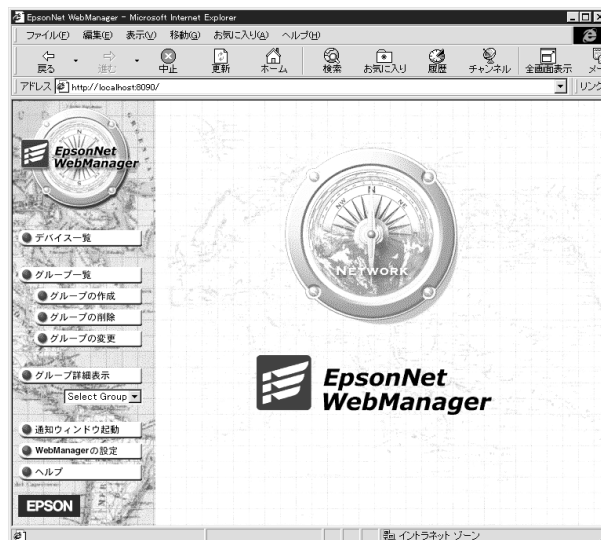 EpsonNet WebManager - Microsoft Internet Explorer
ファイル(F) 編集(E) 表示(V) 移動(G) お気に入り(A) ヘルプ(H)
戻る 進む 中止 更新 ホーム 検索 お気に入り 履歴 チャンネル 全画面表示
アドレス http://localhost:8090/ リンク
EpsonNet
WebManager
デバイス一覧
グループ一覧
グループの作成
グループの削除
グループの変更
グループ詳細表示
Select Group
通知ウィンドウ起動
WebManagerの設定
ヘルプ
EPSON
N
NW
NE
NETWORK
EpsonNet
WebManager
イントラネット ゾーン